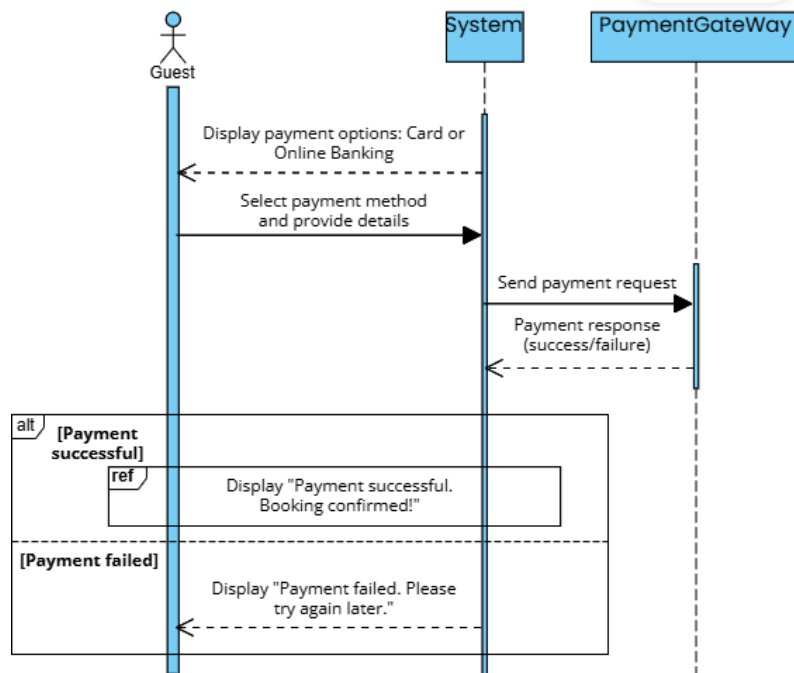 System
PaymentGateWay
Guest
Display payment options: Card or
Online Banking
Select payment method
and provide details
Send payment request
Payment response
(success/failure)
alt
[Payment
successful]
ref
Display "Payment successful.
Booking confirmed!"
[Payment failed]
Display "Payment failed. Please
try again later."